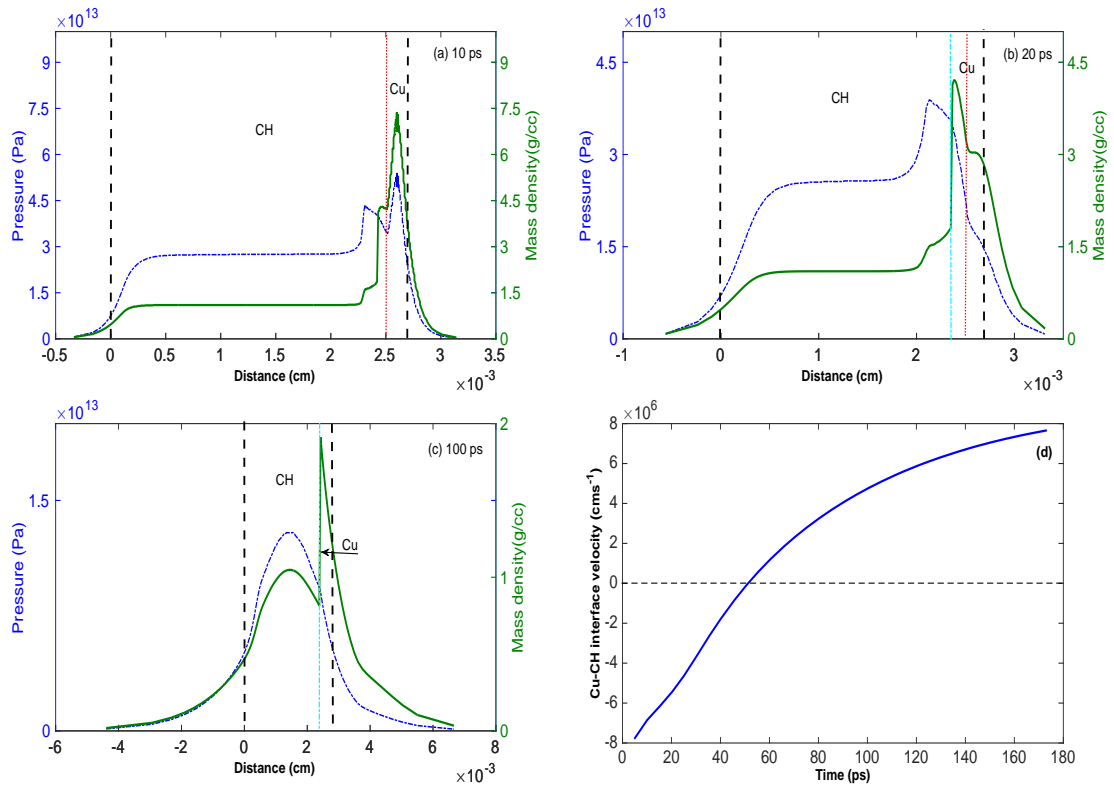 ×10^13
(a) 10 ps
Cu
CH
Pressure (Pa)
9
7.5
6
4.5
3
1.5
0
Mass density(g/cc)
9
7.5
6
4.5
3
1.5
0
-0.5 0 0.5 1 1.5 2 2.5 3 3.5
Distance (cm)
×10^-3
×10^13
(b) 20 ps
Cu
CH
Pressure (Pa)
4.5
3
1.5
0
Mass density(g/cc)
4.5
3
1.5
0
-1 0 1 2 3
Distance (cm)
×10^-3
×10^13
(c) 100 ps
CH
Cu
Pressure (Pa)
1.5
0
Mass density(g/cc)
2
1
0
-6 -4 -2 0 2 4 6 8
Distance (cm)
×10^-3
×10^6
(d)
Cu-CH interface velocity (cms^-1)
8
6
4
2
0
-2
-4
-6
-8
0 20 40 60 80 100 120 140 160 180
Time (ps)